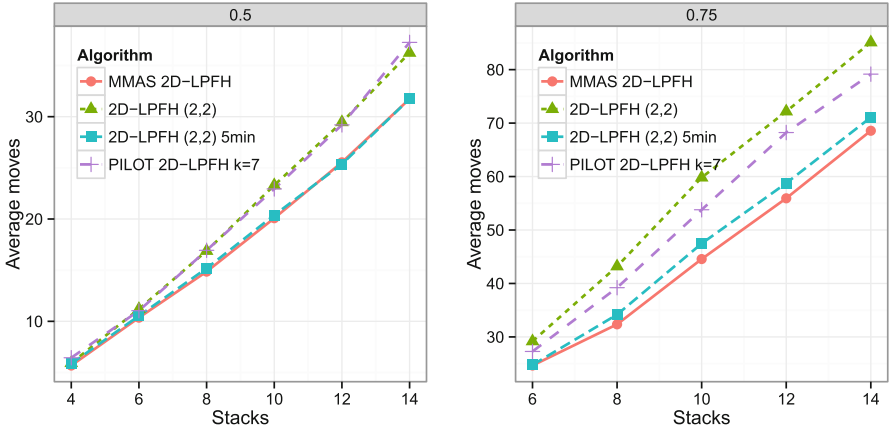 0.5
Algorithm
MMAS 2D−LPFH
2D−LPFH (2,2)
2D−LPFH (2,2) 5min
PILOT 2D−LPFH k=7
Average moves
30
20
10
4 6 8 10 12 14
Stacks
0.75
Algorithm
MMAS 2D−LPFH
2D−LPFH (2,2)
2D−LPFH (2,2) 5min
PILOT 2D−LPFH k=7
Average moves
80
70
60
50
40
30
6 8 10 12 14
Stacks